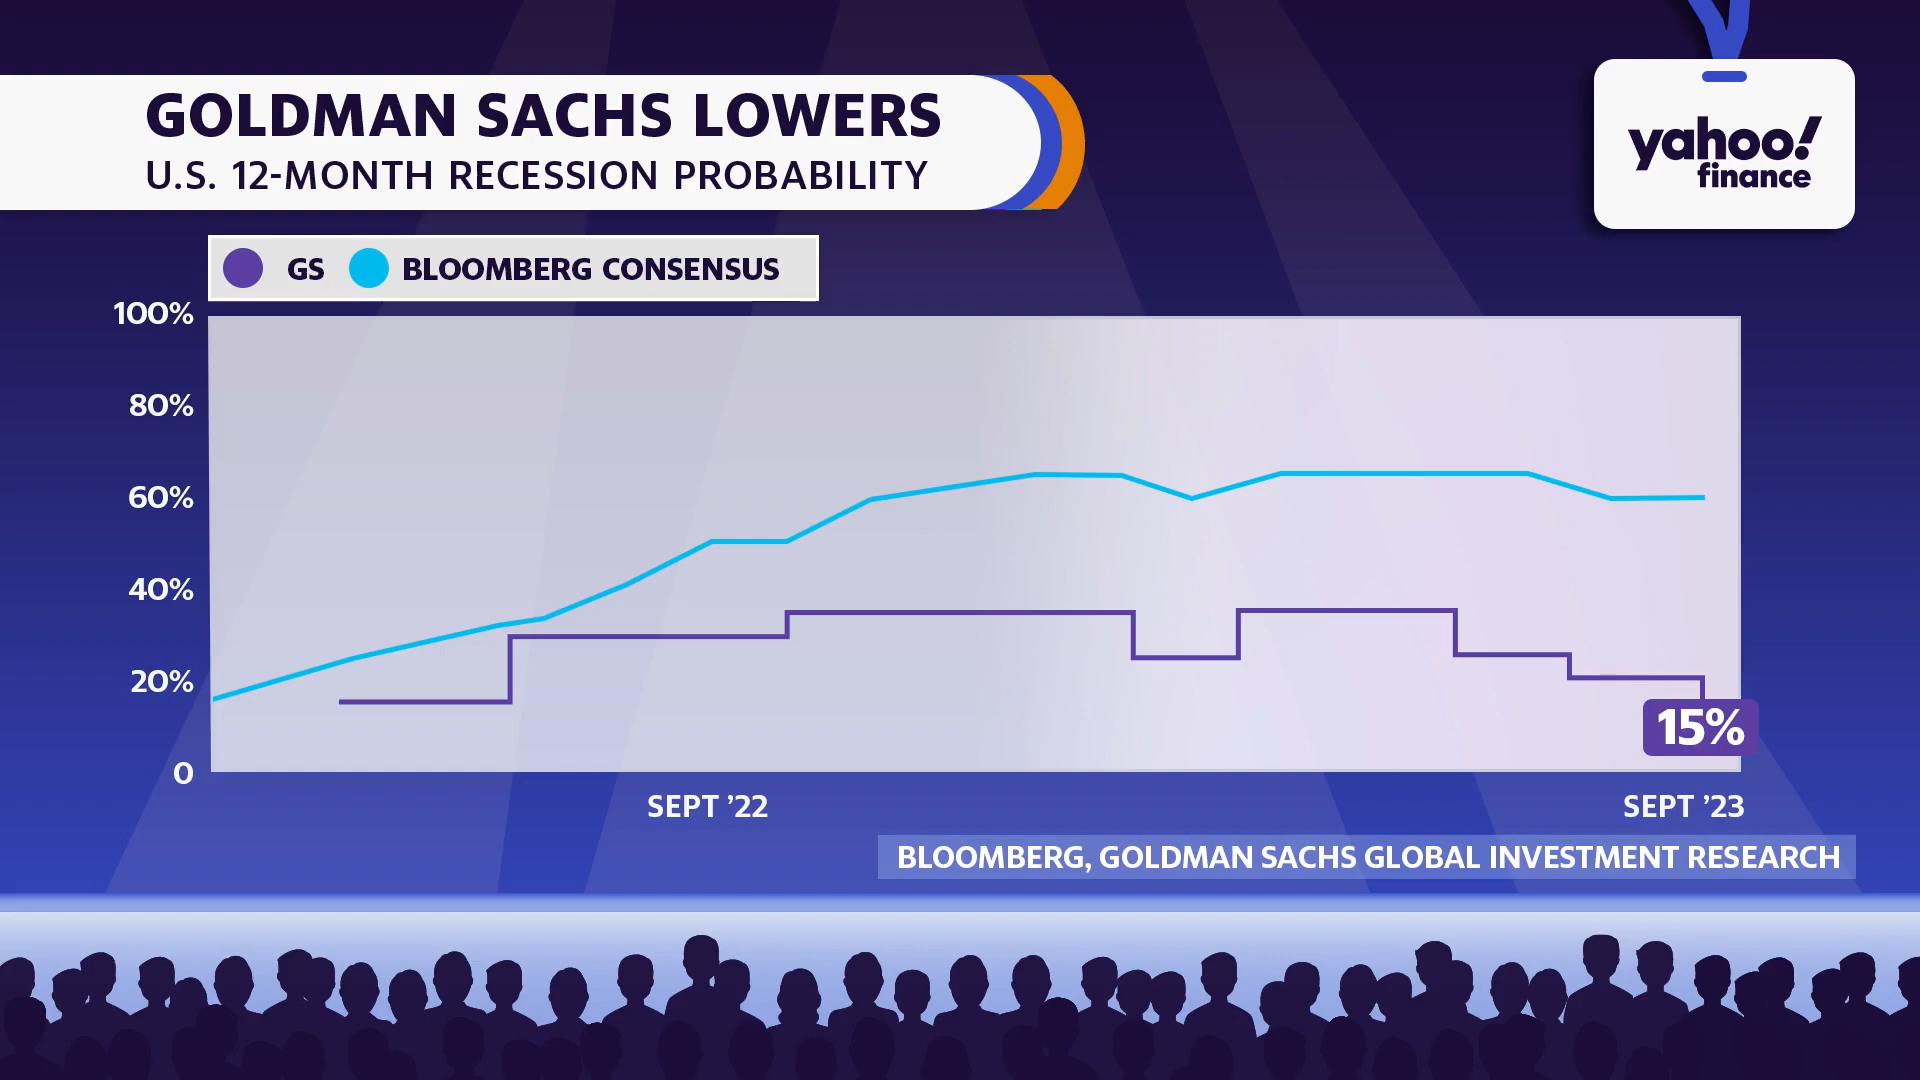 GOLDMAN SACHS LOWERS
U.S. 12-MONTH RECESSION PROBABILITY
yahoo!
finance
GS BLOOMBERG CONSENSUS
100%
80%
60%
40%
20%
0
15%
SEPT ’22 SEPT ’23
BLOOMBERG, GOLDMAN SACHS GLOBAL INVESTMENT RESEARCH